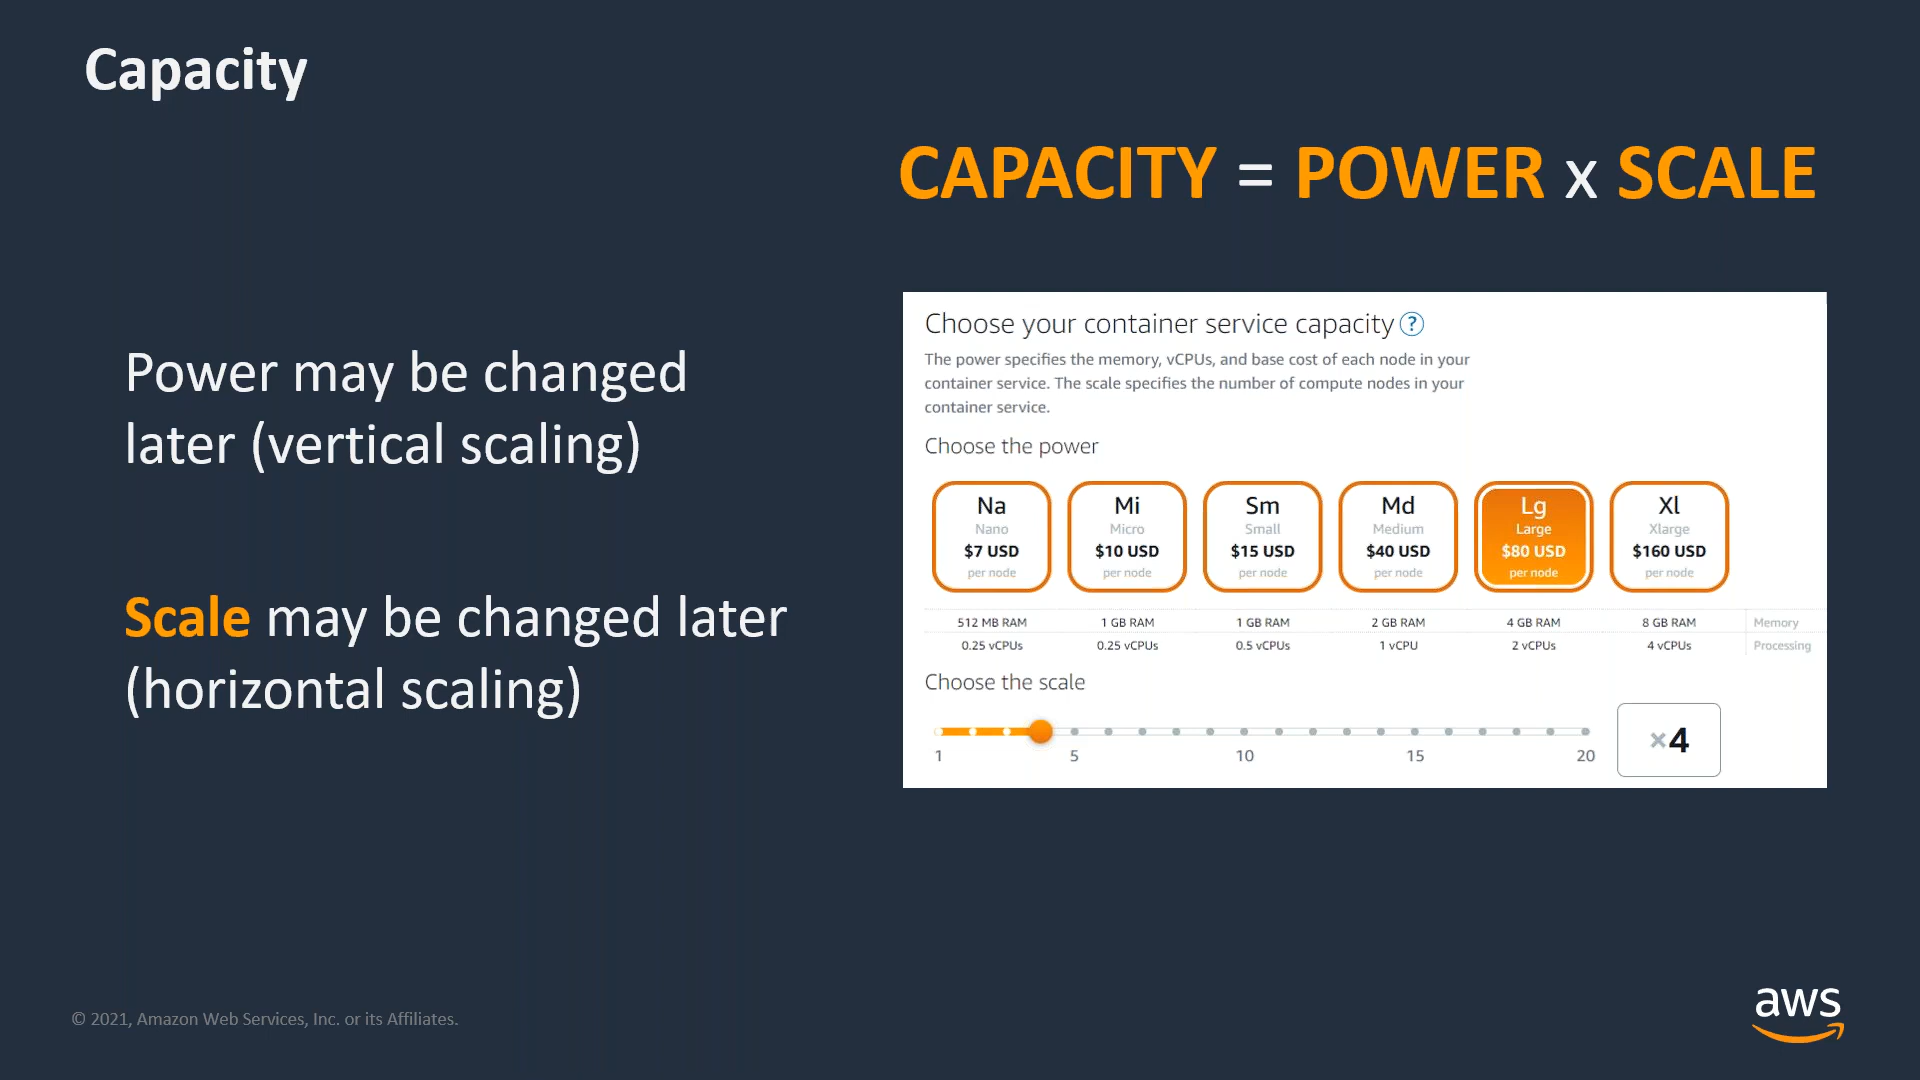 Capacity
CAPACITY = POWER x SCALE
Power may be changed
later (vertical scaling)
Scale may be changed later
(horizontal scaling)
Choose your container service capacity ?
The power specifies the memory, vCPUs, and base cost of each node in your
container service. The scale specifies the number of compute nodes in your
container service.
Choose the power
Na Mi Sm Md Lg Xl
Nano Micro Small Medium Large Xlarge
$7 USD $10 USD $15 USD $40 USD $80 USD $160 USD
per node per node per node per node per node per node
512 MB RAM 1 GB RAM 1 GB RAM 2 GB RAM 4 GB RAM 8 GB RAM Memory
0.25 vCPUs 0.25 vCPUs 0.5 vCPUs 1 vCPU 2 vCPUs 4 vCPUs Processing
Choose the scale
×4
1 5 10 15 20
© 2021, Amazon Web Services, Inc. or its Affiliates.
aws